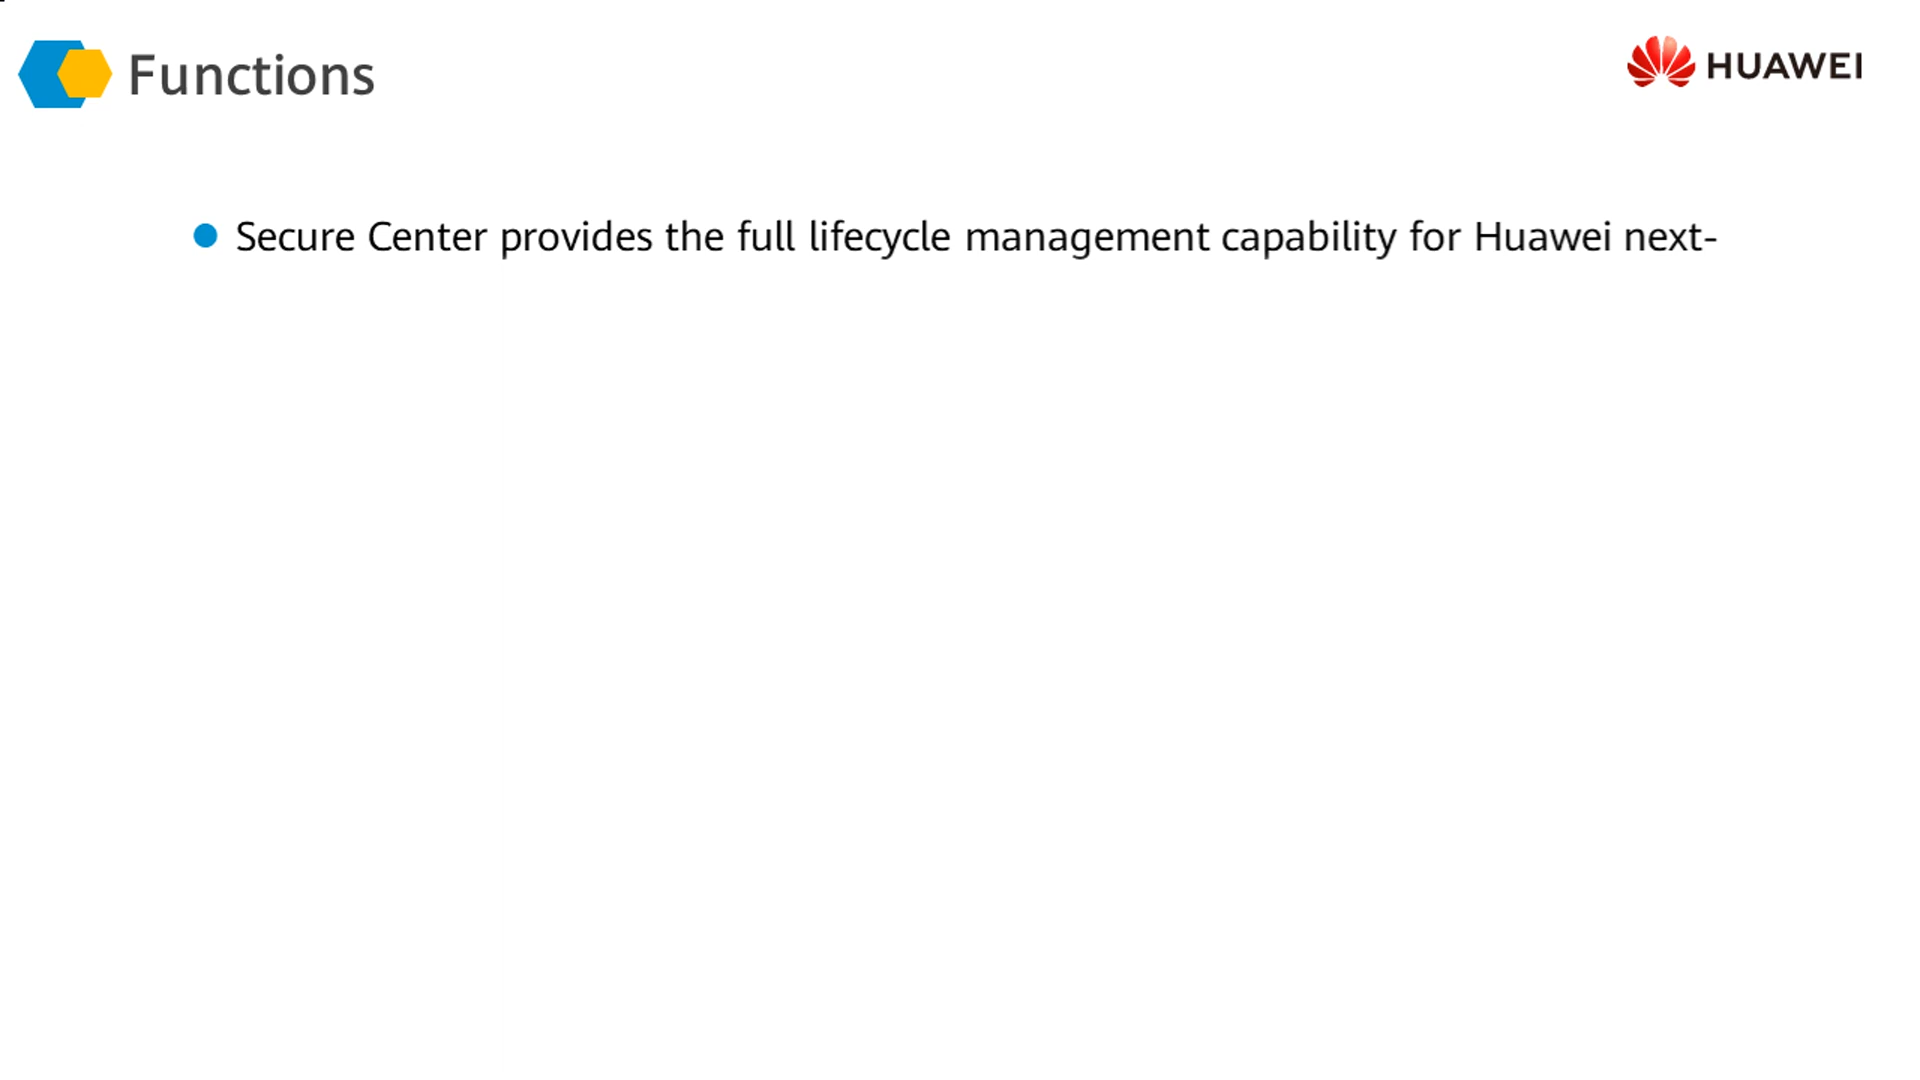 Functions
HUAWEI
Secure Center provides the full lifecycle management capability for Huawei next-